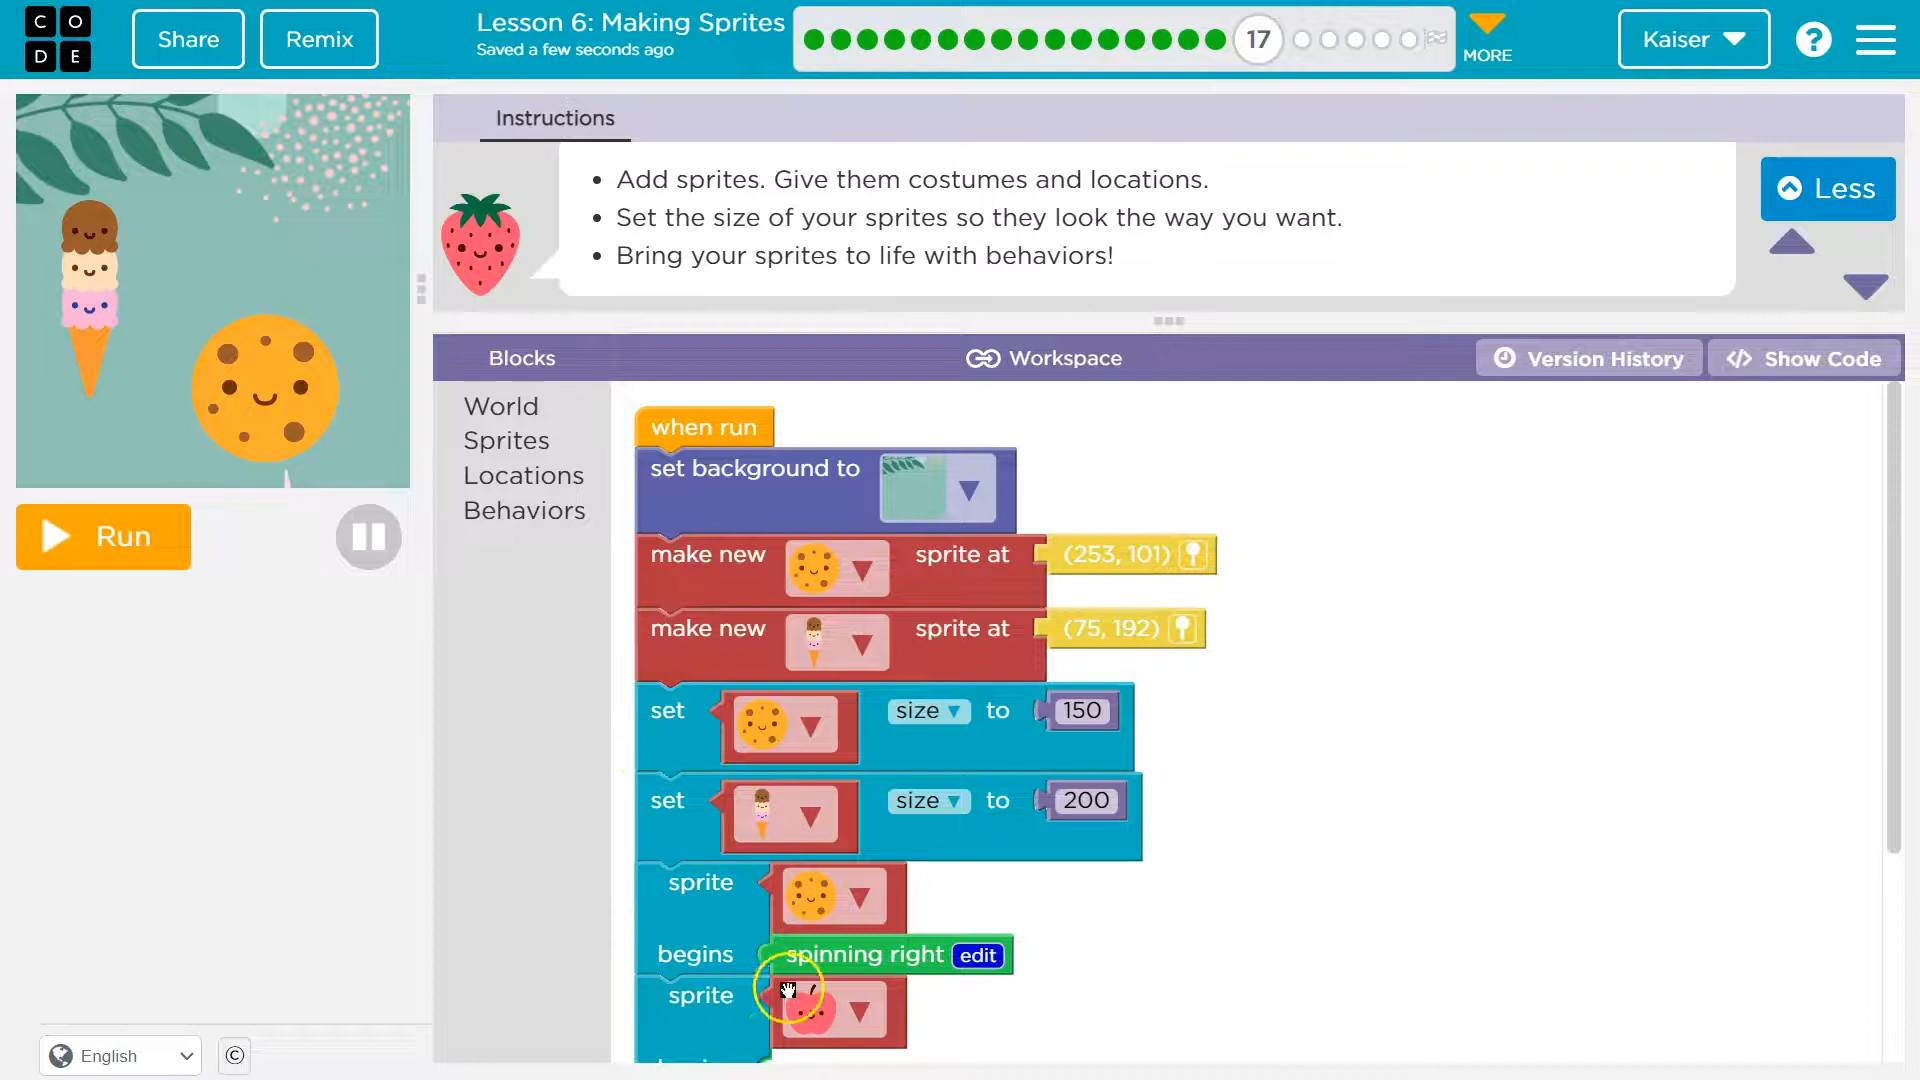 C O
D E
Share
Remix
Lesson 6: Making Sprites
Saved a few seconds ago
17
MORE
Kaiser
?
Instructions
Add sprites. Give them costumes and locations.
Set the size of your sprites so they look the way you want.
Bring your sprites to life with behaviors!
Less
Blocks
Workspace
Version History
Show Code
World
Sprites
Locations
Behaviors
when run
set background to
make new sprite at (253, 101)
make new sprite at (75, 192)
set size to 150
set size to 200
sprite
begins spinning right edit
sprite
Run
English
©